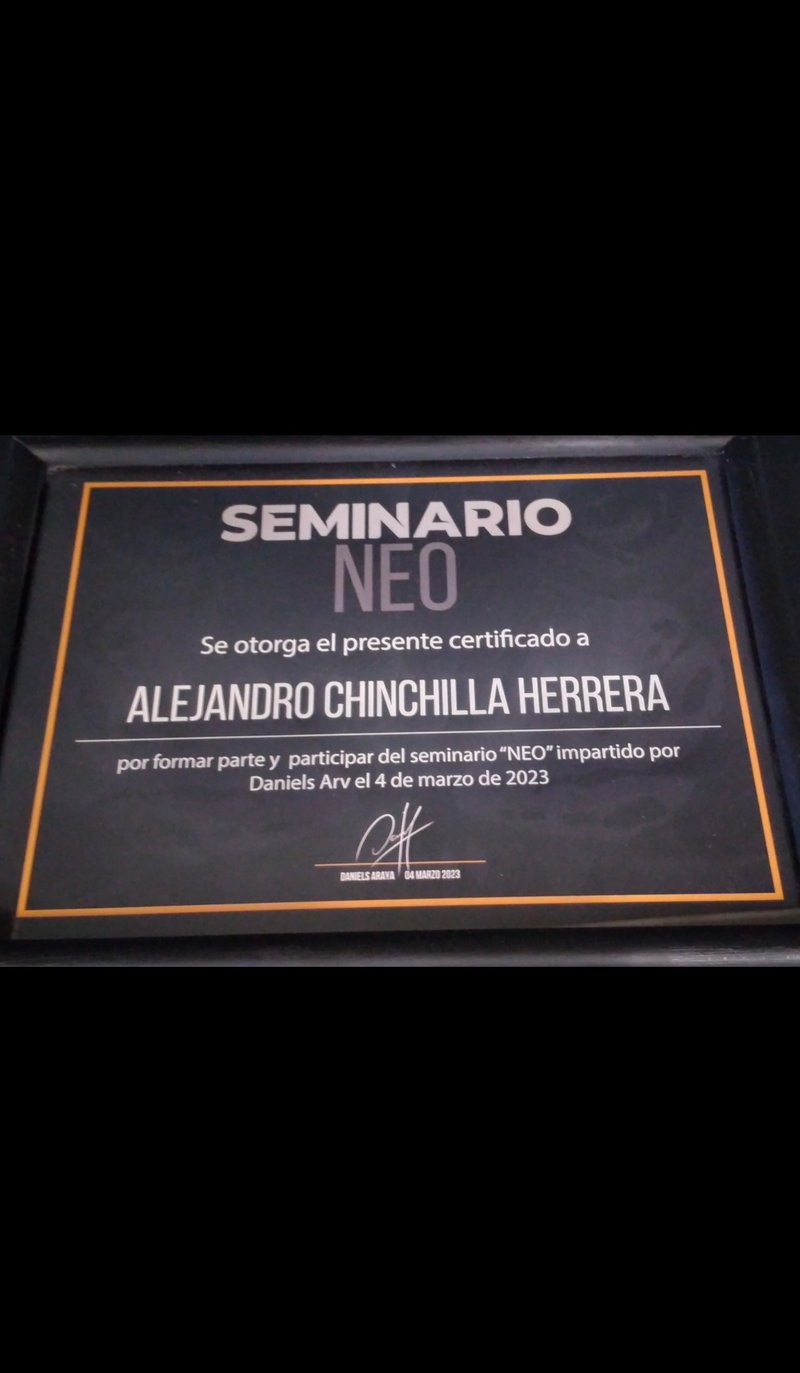 SEMINARIO
NEO
Se otorga el presente certificado a
ALEJANDRO CHINCHILLA HERRERA
por formar parte y participar del seminario “NEO” impartido por
Daniels Arv el 4 de marzo de 2023
DANIELS ARAYA 04 MARZO 2023